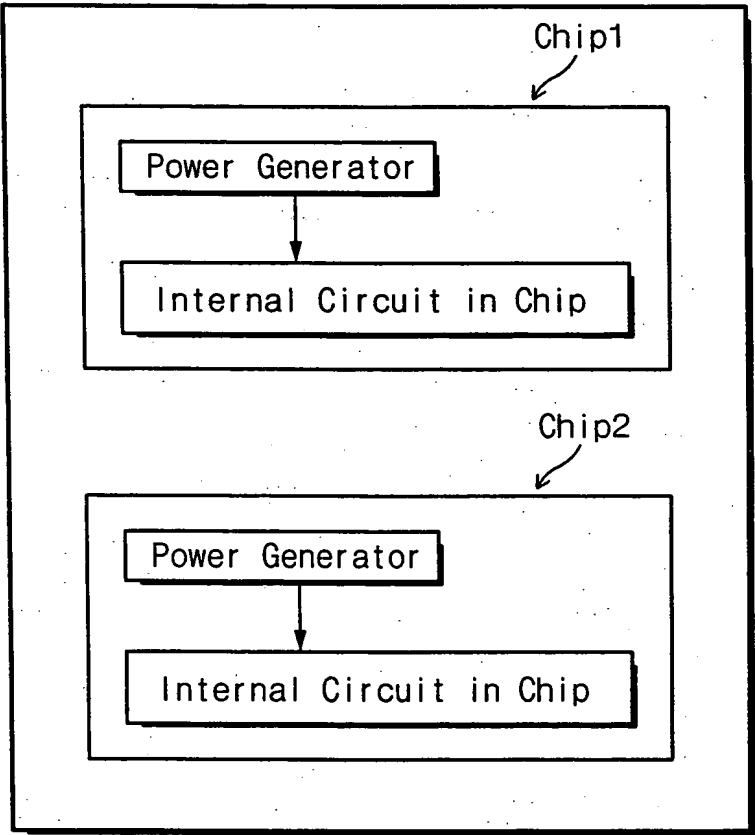 Chip1
Power Generator
Internal Circuit in Chip
Chip2
Power Generator
Internal Circuit in Chip